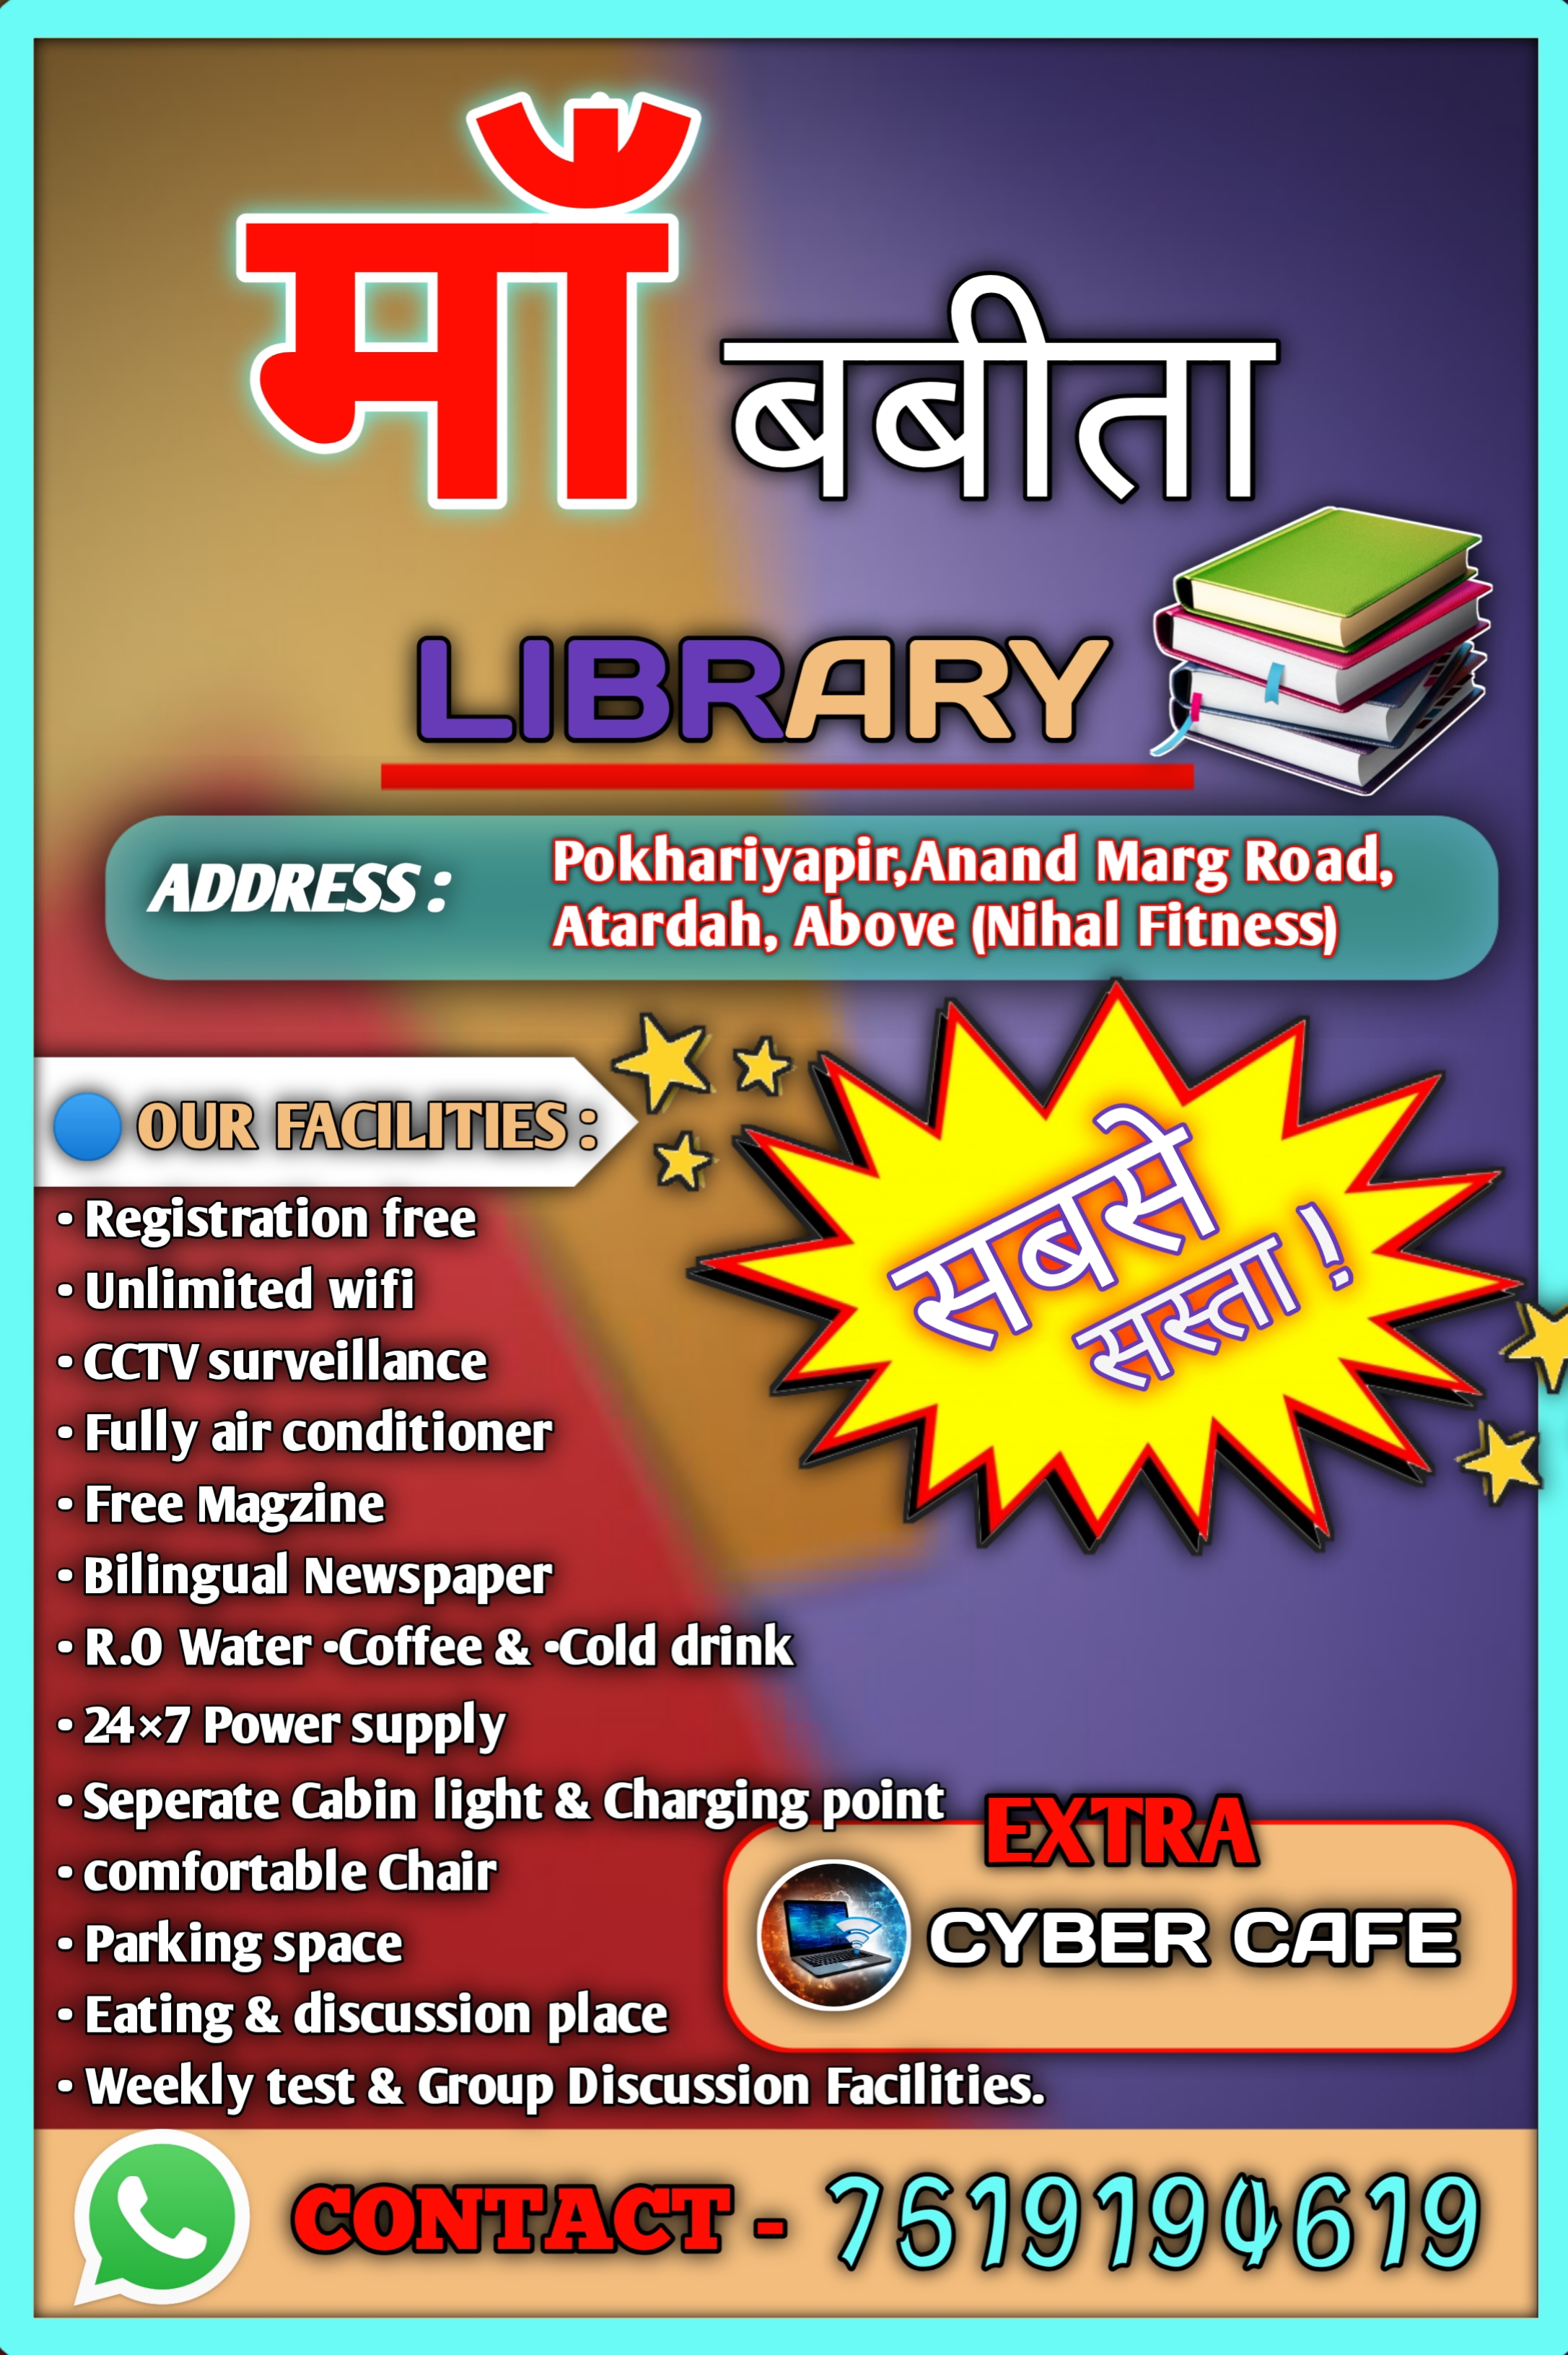 माँ बबीता
LIBRARY
ADDRESS :
Pokhariyapir,Anand Marg Road,
Atardah, Above (Nihal Fitness)
OUR FACILITIES :
सबसे
सस्ता !
• Registration free
• Unlimited wifi
• CCTV surveillance
• Fully air conditioner
• Free Magzine
• Bilingual Newspaper
• R.O Water •Coffee & •Cold drink
• 24×7 Power supply
• Seperate Cabin light & Charging point
• comfortable Chair
• Parking space
• Eating & discussion place
• Weekly test & Group Discussion Facilities.
EXTRA
CYBER CAFE
CONTACT - 7519194619